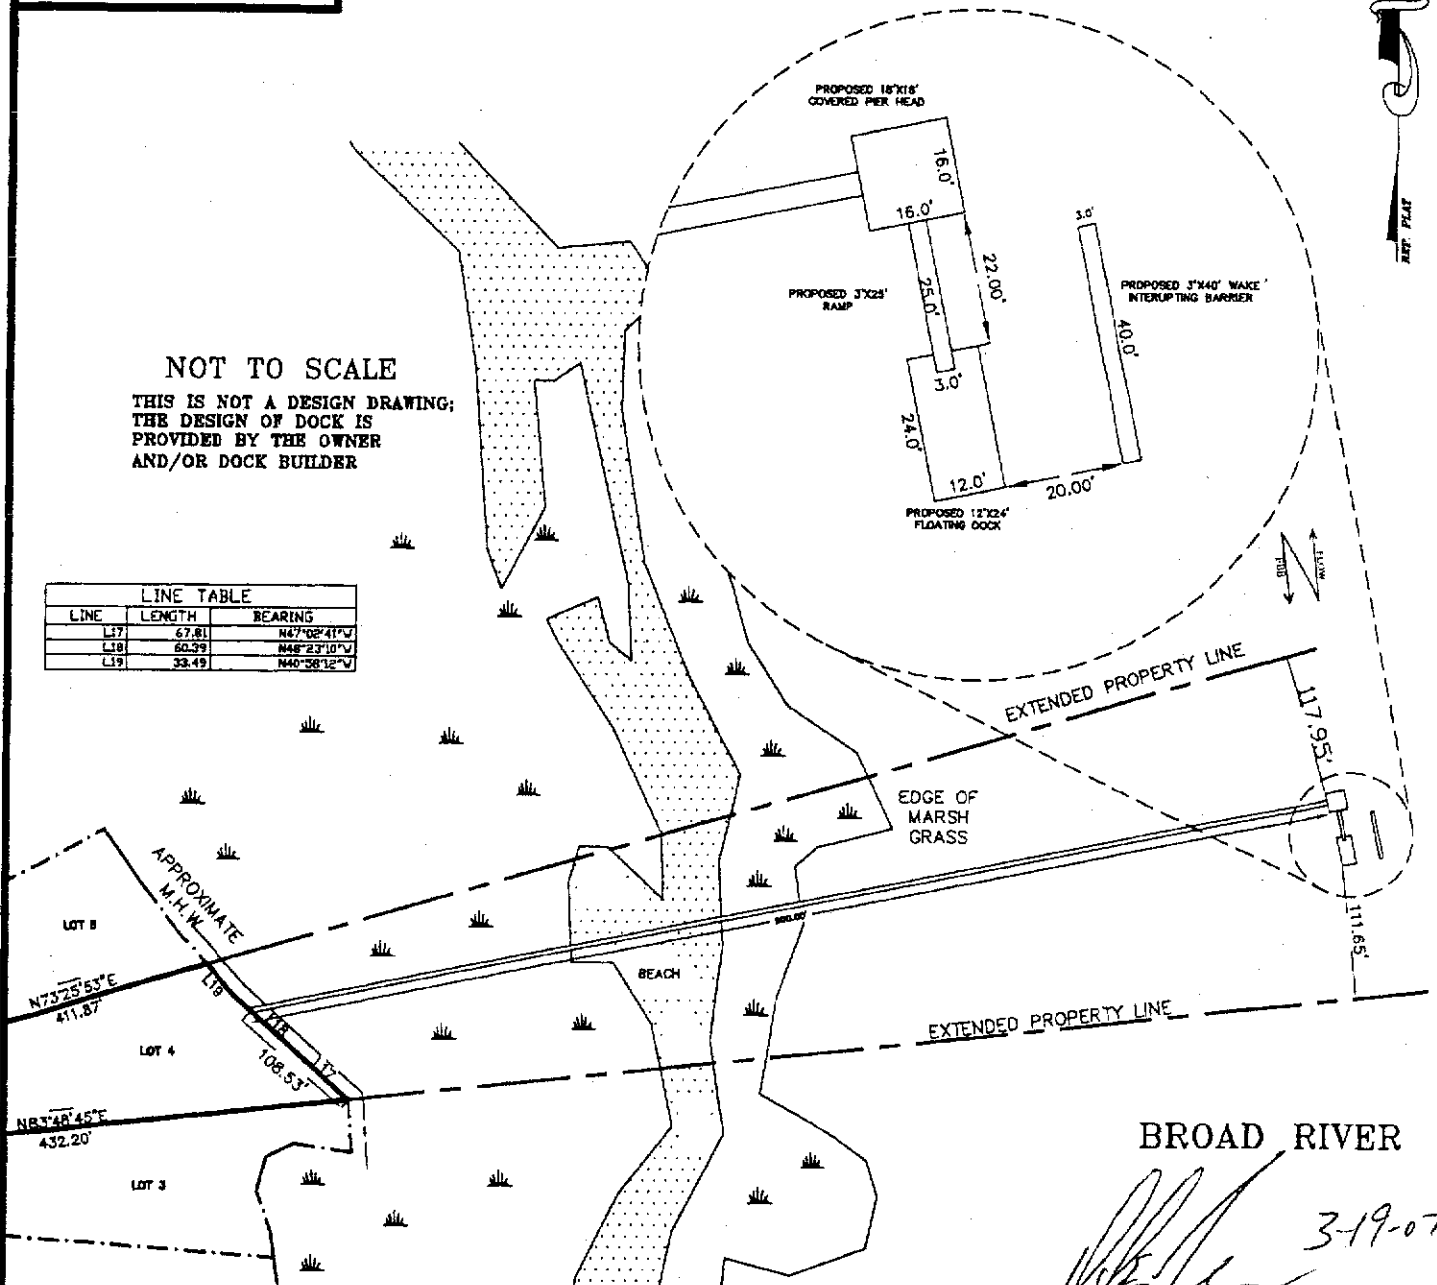 PROPOSED 16'X16'
COVERED PIER HEAD
16.0'
16.0'
22.00'
3.0'
PROPOSED 3'X25'
RAMP
25.0'
PROPOSED 3'X40' WAKE
INTERUPTING BARRIER
40.0'
3.0'
24.0'
12.0'
20.00'
PROPOSED 12'X24'
FLOATING DOCK
REF. PLAT
NOT TO SCALE
THIS IS NOT A DESIGN DRAWING;
THE DESIGN OF DOCK IS
PROVIDED BY THE OWNER
AND/OR DOCK BUILDER
LINE TABLE
LINE LENGTH BEARING
L17 67.81 N47°02'41"W
L18 60.39 N48°23'10"W
L19 33.49 N40°58'12"W
FLOW
EXTENDED PROPERTY LINE
117.95'
EDGE OF
MARSH
GRASS
APPROXIMATE
M.H.W.
LOT 5
N73°25'53"E
411.87'
L19
L18
L17
108.53'
LOT 4
BEACH
111.65'
EXTENDED PROPERTY LINE
N83°48'45"E
432.20'
LOT 3
BROAD RIVER
3-19-07